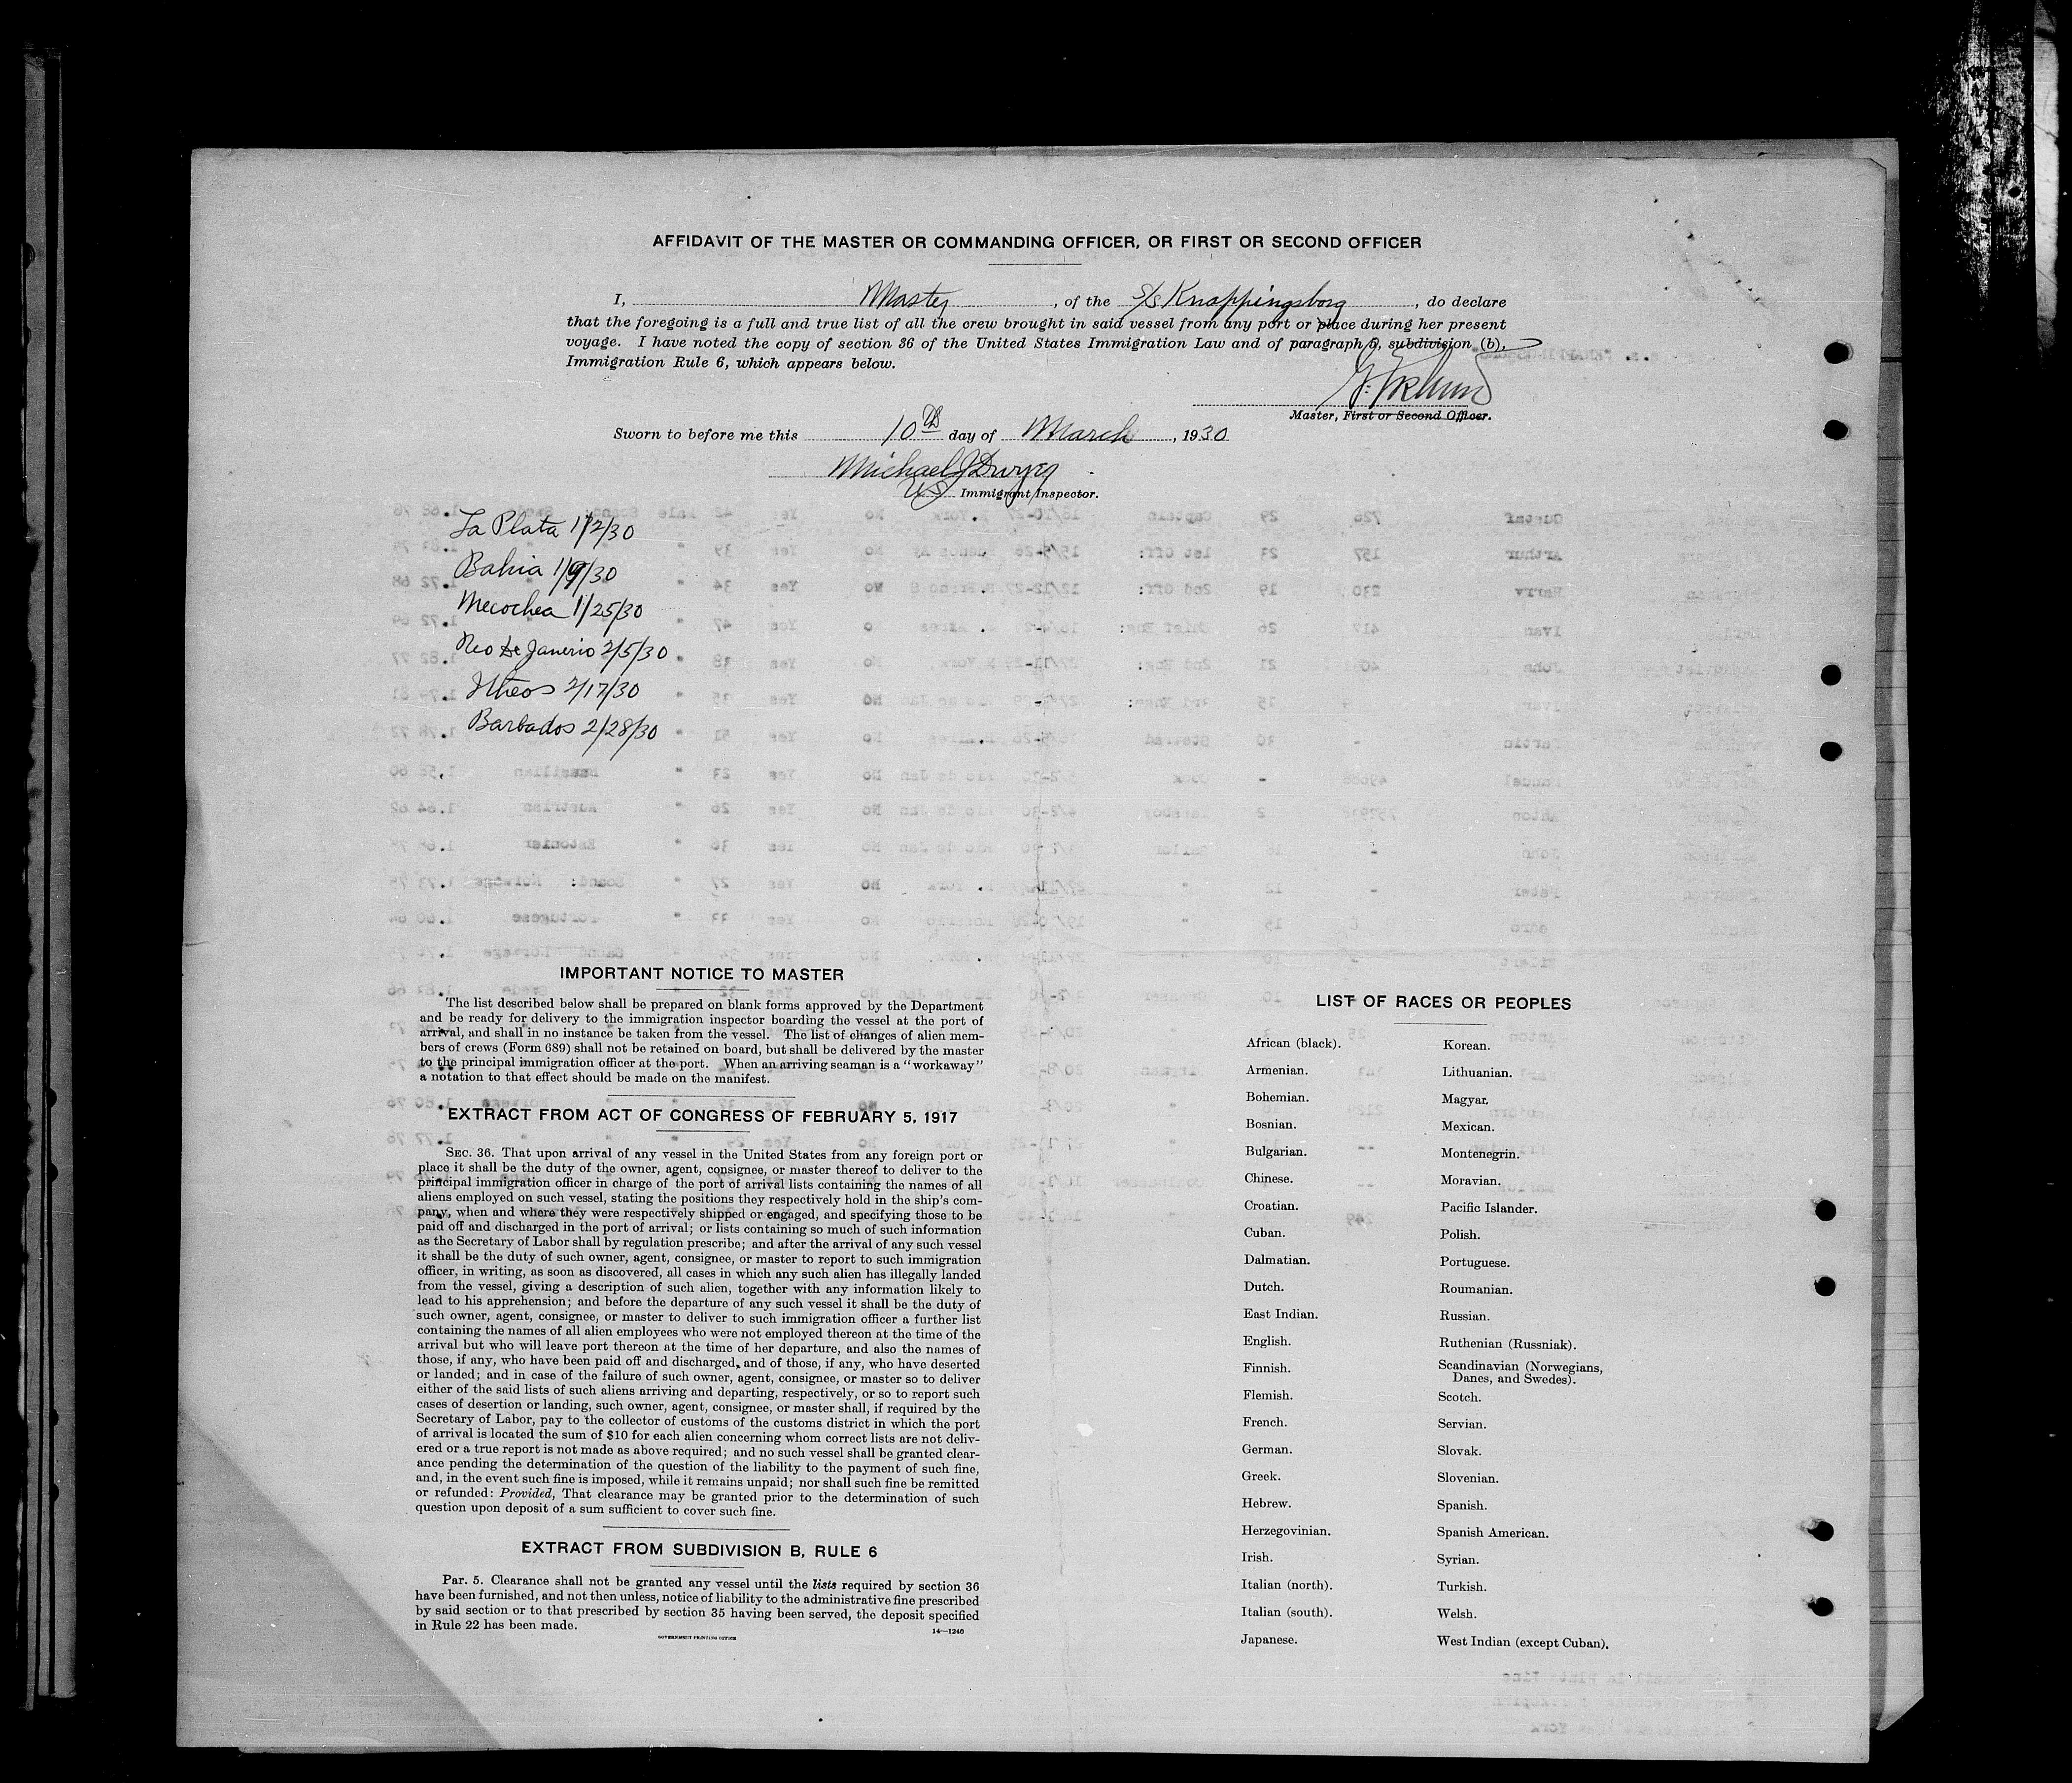 AFFIDAVIT OF THE MASTER OR COMMANDING OFFICER, OR FIRST OR SECOND OFFICER
I, Master, of the S/S Knappingsborg, do declare
that the foregoing is a full and true list of all the crew brought in said vessel from any port or place during her present
voyage. I have noted the copy of section 36 of the United States Immigration Law and of paragraph 5, subdivision (b),
Immigration Rule 6, which appears below.
Master, First or Second Officer.
Sworn to before me this 10th day of March, 1930
Michael J Dwyer
US Immigrant Inspector.
La Plata 1/2/30
Bahia 1/9/30
Mecochea 1/25/30
Reo de Janerio 2/5/30
Ilheos 2/17/30
Barbados 2/28/30
IMPORTANT NOTICE TO MASTER
The list described below shall be prepared on blank forms approved by the Department
and be ready for delivery to the immigration inspector boarding the vessel at the port of
arrival, and shall in no instance be taken from the vessel. The list of changes of alien mem-
bers of crews (Form 689) shall not be retained on board, but shall be delivered by the master
to the principal immigration officer at the port. When an arriving seaman is a "workaway"
a notation to that effect should be made on the manifest.
EXTRACT FROM ACT OF CONGRESS OF FEBRUARY 5, 1917
SEC. 36. That upon arrival of any vessel in the United States from any foreign port or
place it shall be the duty of the owner, agent, consignee, or master thereof to deliver to the
principal immigration officer in charge of the port of arrival lists containing the names of all
aliens employed on such vessel, stating the positions they respectively hold in the ship's com-
pany, when and where they were respectively shipped or engaged, and specifying those to be
paid off and discharged in the port of arrival; or lists containing so much of such information
as the Secretary of Labor shall by regulation prescribe; and after the arrival of any such vessel
it shall be the duty of such owner, agent, consignee, or master to report to such immigration
officer, in writing, as soon as discovered, all cases in which any such alien has illegally landed
from the vessel, giving a description of such alien, together with any information likely to
lead to his apprehension; and before the departure of any such vessel it shall be the duty of
such owner, agent, consignee, or master to deliver to such immigration officer a further list
containing the names of all alien employees who were not employed thereon at the time of the
arrival but who will leave port thereon at the time of her departure, and also the names of
those, if any, who have been paid off and discharged, and of those, if any, who have deserted
or landed; and in case of the failure of such owner, agent, consignee, or master so to deliver
either of the said lists of such aliens arriving and departing, respectively, or so to report such
cases of desertion or landing, such owner, agent, consignee, or master shall, if required by the
Secretary of Labor, pay to the collector of customs of the customs district in which the port
of arrival is located the sum of $10 for each alien concerning whom correct lists are not deliv-
ered or a true report is not made as above required; and no such vessel shall be granted clear-
ance pending the determination of the question of the liability to the payment of such fine,
and, in the event such fine is imposed, while it remains unpaid; nor shall such fine be remitted
or refunded: Provided, That clearance may be granted prior to the determination of such
question upon deposit of a sum sufficient to cover such fine.
EXTRACT FROM SUBDIVISION B, RULE 6
Par. 5. Clearance shall not be granted any vessel until the lists required by section 36
have been furnished, and not then unless, notice of liability to the administrative fine prescribed
by said section or to that prescribed by section 35 having been served, the deposit specified
in Rule 22 has been made.
GOVERNMENT PRINTING OFFICE
14—1240
LIST OF RACES OR PEOPLES
African (black).
Armenian.
Bohemian.
Bosnian.
Bulgarian.
Chinese.
Croatian.
Cuban.
Dalmatian.
Dutch.
East Indian.
English.
Finnish.
Flemish.
French.
German.
Greek.
Hebrew.
Herzegovinian.
Irish.
Italian (north).
Italian (south).
Japanese.
Korean.
Lithuanian.
Magyar.
Mexican.
Montenegrin.
Moravian.
Pacific Islander.
Polish.
Portuguese.
Roumanian.
Russian.
Ruthenian (Russniak).
Scandinavian (Norwegians,
Danes, and Swedes).
Scotch.
Servian.
Slovak.
Slovenian.
Spanish.
Spanish American.
Syrian.
Turkish.
Welsh.
West Indian (except Cuban).